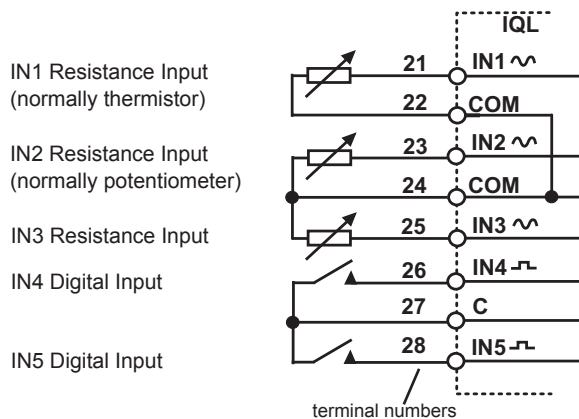 IQL
IN1 Resistance Input
(normally thermistor)
21 IN1
22 COM
IN2 Resistance Input
(normally potentiometer)
23 IN2
24 COM
IN3 Resistance Input
25 IN3
IN4 Digital Input
26 IN4
27 C
IN5 Digital Input
28 IN5
terminal numbers